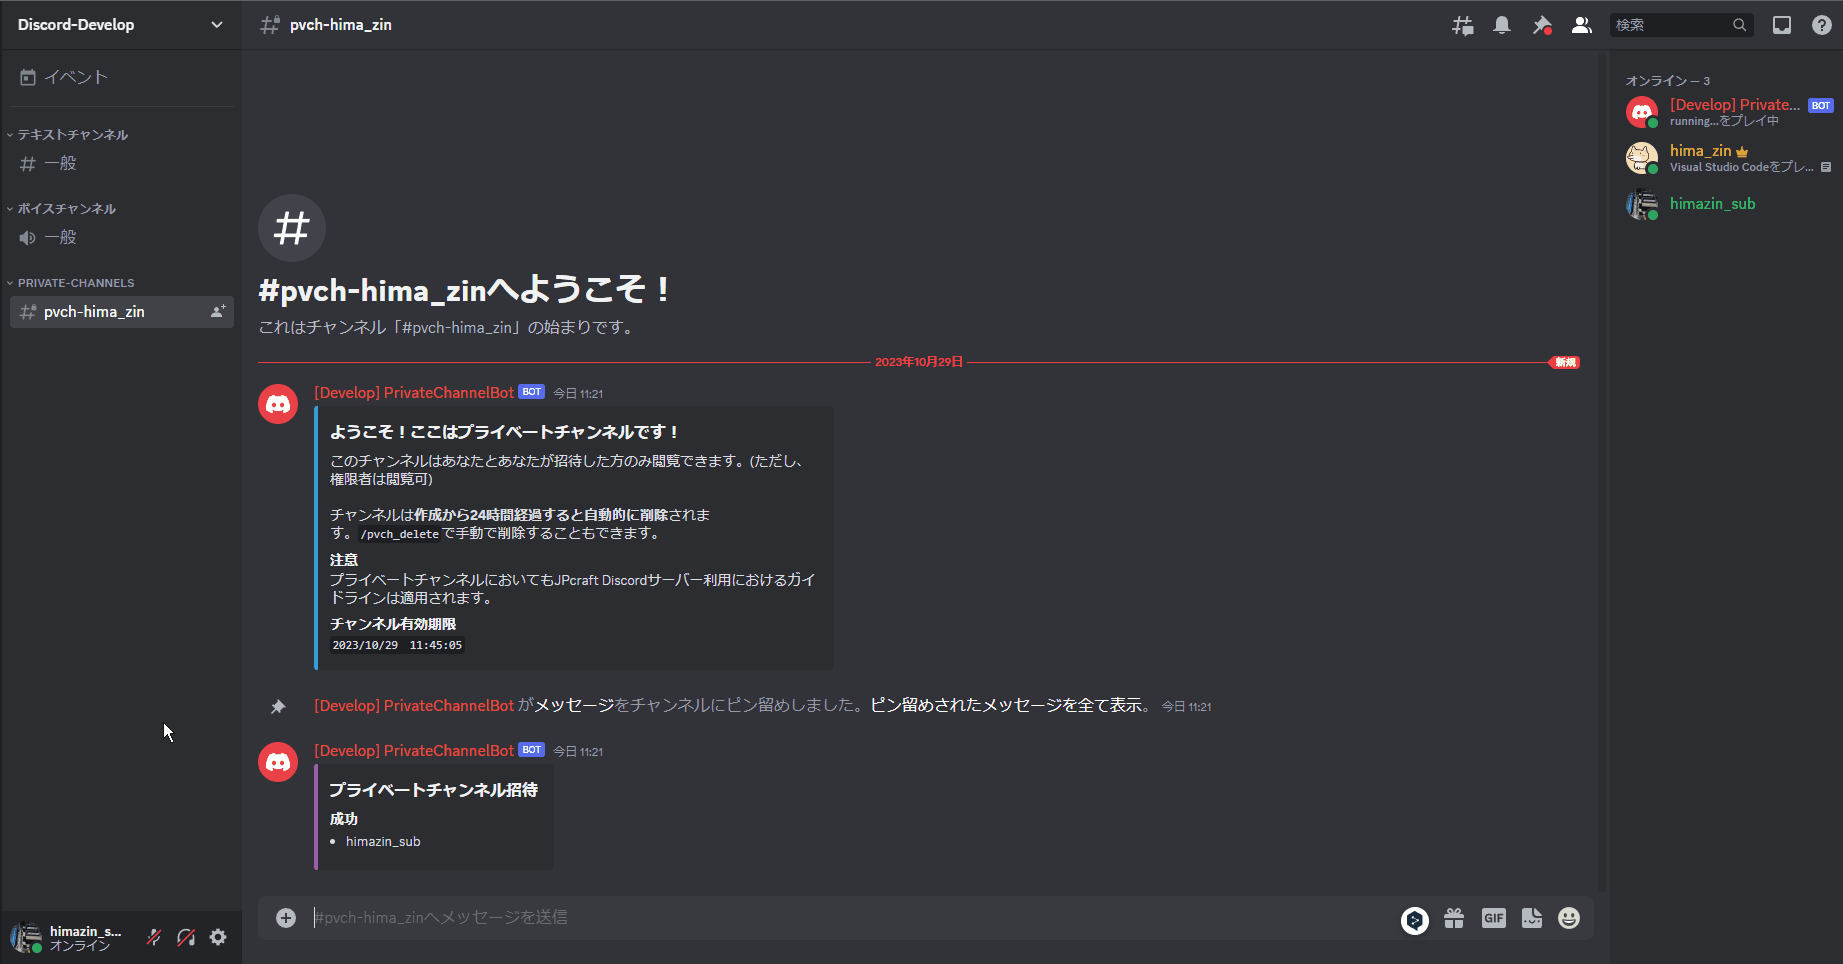 Discord-Develop
イベント
テキストチャンネル
一般
ボイスチャンネル
一般
PRIVATE-CHANNELS
pvch-hima_zin
himazin_s...
オンライン
pvch-hima_zin
検索
#pvch-hima_zinへようこそ！
これはチャンネル「#pvch-hima_zin」の始まりです。
2023年10月29日
新規
[Develop] PrivateChannelBot BOT 今日 11:21
ようこそ！ここはプライベートチャンネルです！
このチャンネルはあなたとあなたが招待した方のみ閲覧できます。(ただし、
権限者は閲覧可)
チャンネルは作成から24時間経過すると自動的に削除されま
す。/pvch_deleteで手動で削除することもできます。
注意
プライベートチャンネルにおいてもJPcraft Discordサーバー利用におけるガイ
ドラインは適用されます。
チャンネル有効期限
2023/10/29 11:45:05
[Develop] PrivateChannelBot がメッセージをチャンネルにピン留めしました。ピン留めされたメッセージを全て表示。 今日 11:21
[Develop] PrivateChannelBot BOT 今日 11:21
プライベートチャンネル招待
成功
• himazin_sub
#pvch-hima_zinへメッセージを送信
GIF
オンライン — 3
[Develop] Private... BOT
running...をプレイ中
hima_zin
Visual Studio Codeをプレ...
himazin_sub